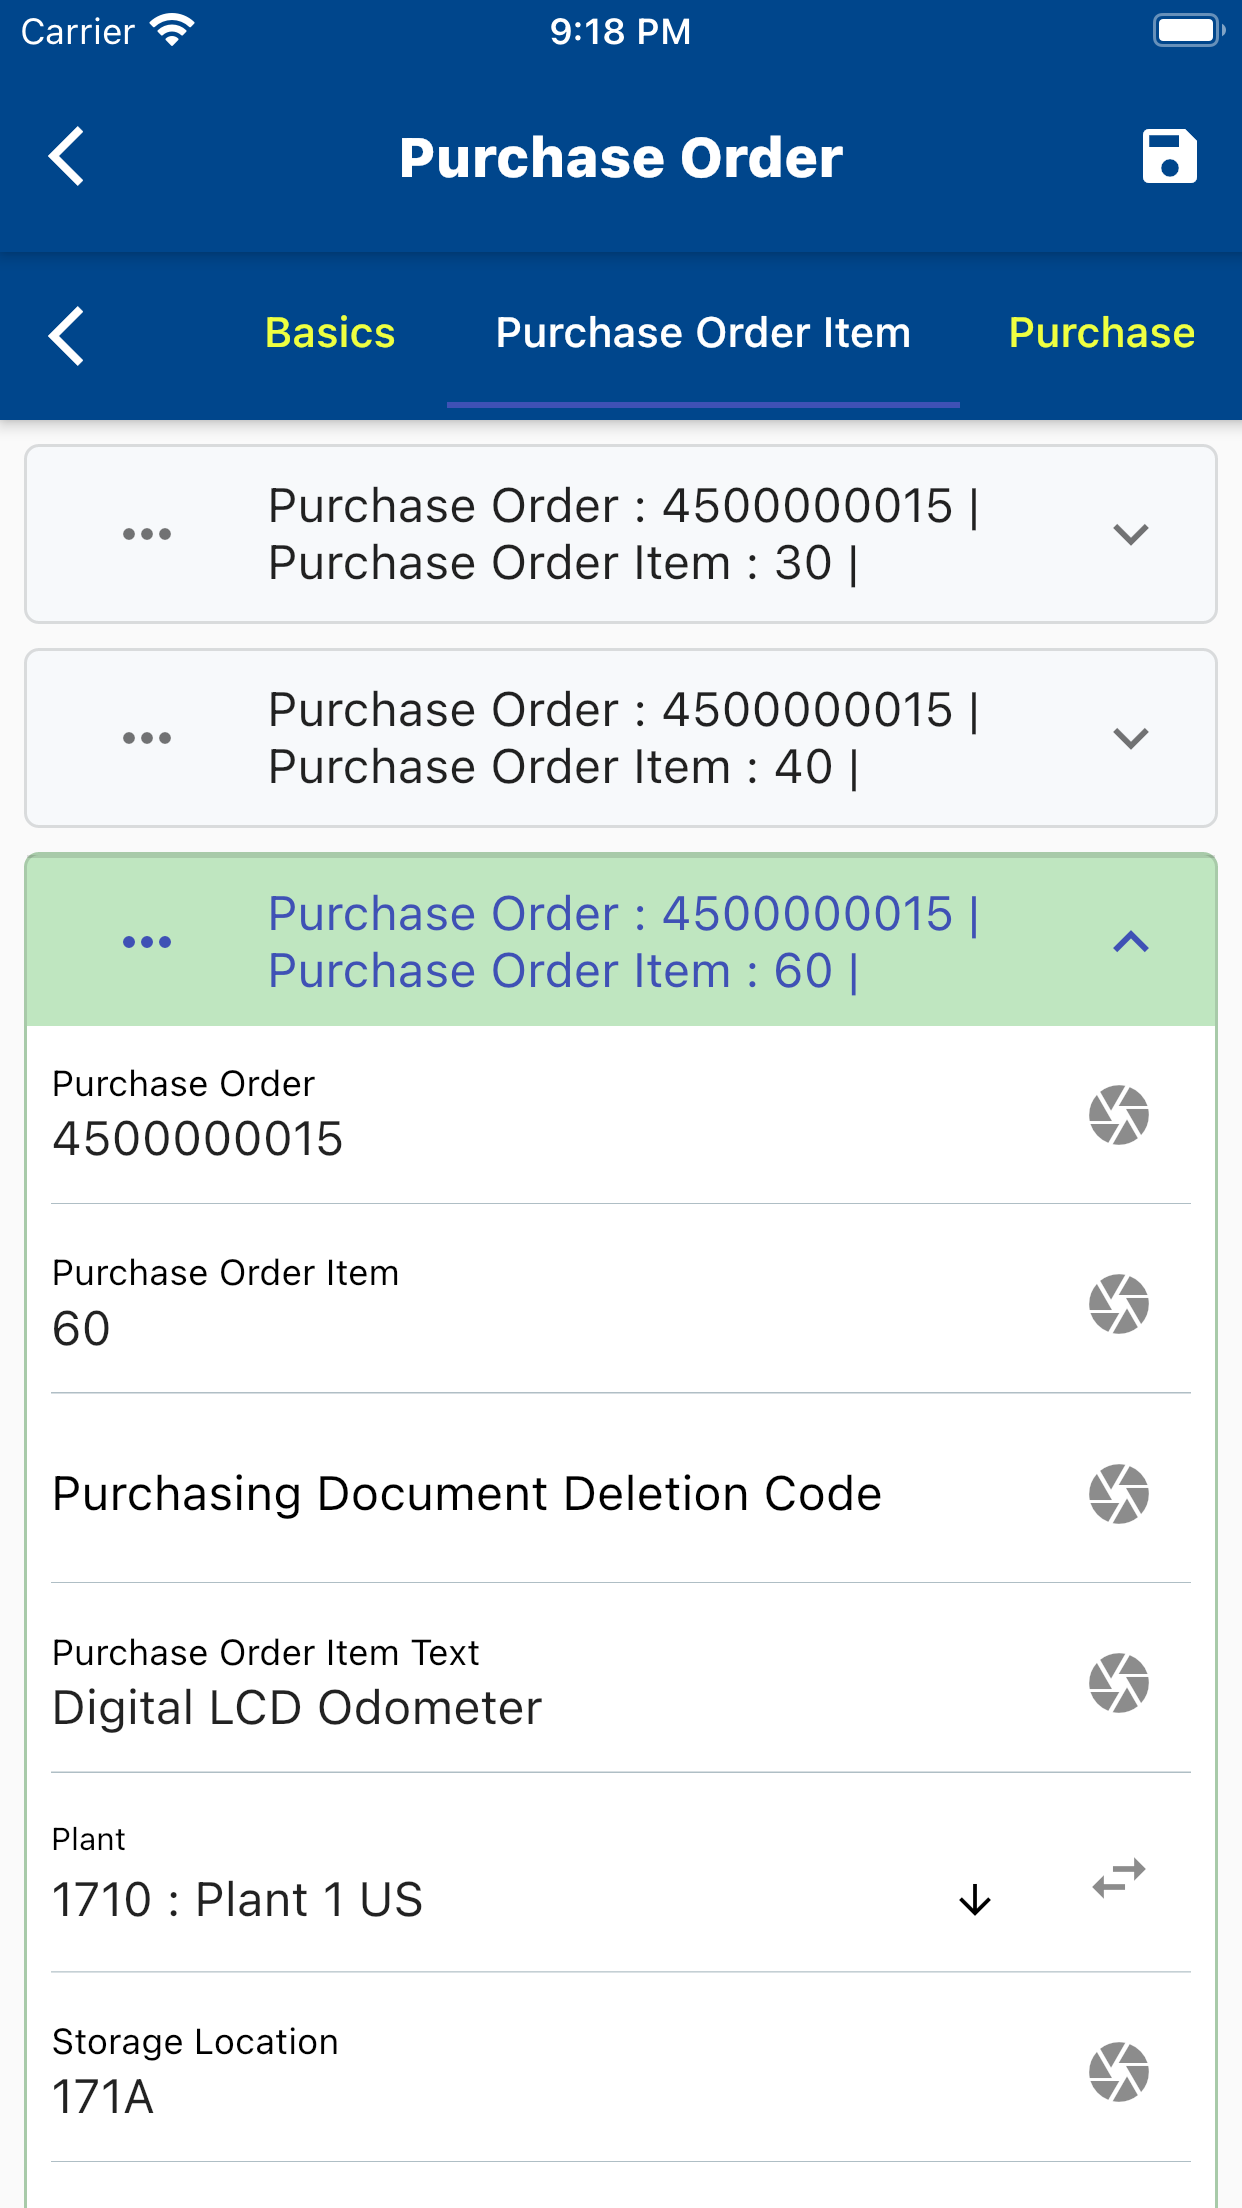 Carrier
9:18 PM
Purchase Order
Basics
Purchase Order Item
Purchase
Purchase Order : 4500000015 |
Purchase Order Item : 30 |
Purchase Order : 4500000015 |
Purchase Order Item : 40 |
Purchase Order : 4500000015 |
Purchase Order Item : 60 |
Purchase Order
4500000015
Purchase Order Item
60
Purchasing Document Deletion Code
Purchase Order Item Text
Digital LCD Odometer
Plant
1710 : Plant 1 US
Storage Location
171A